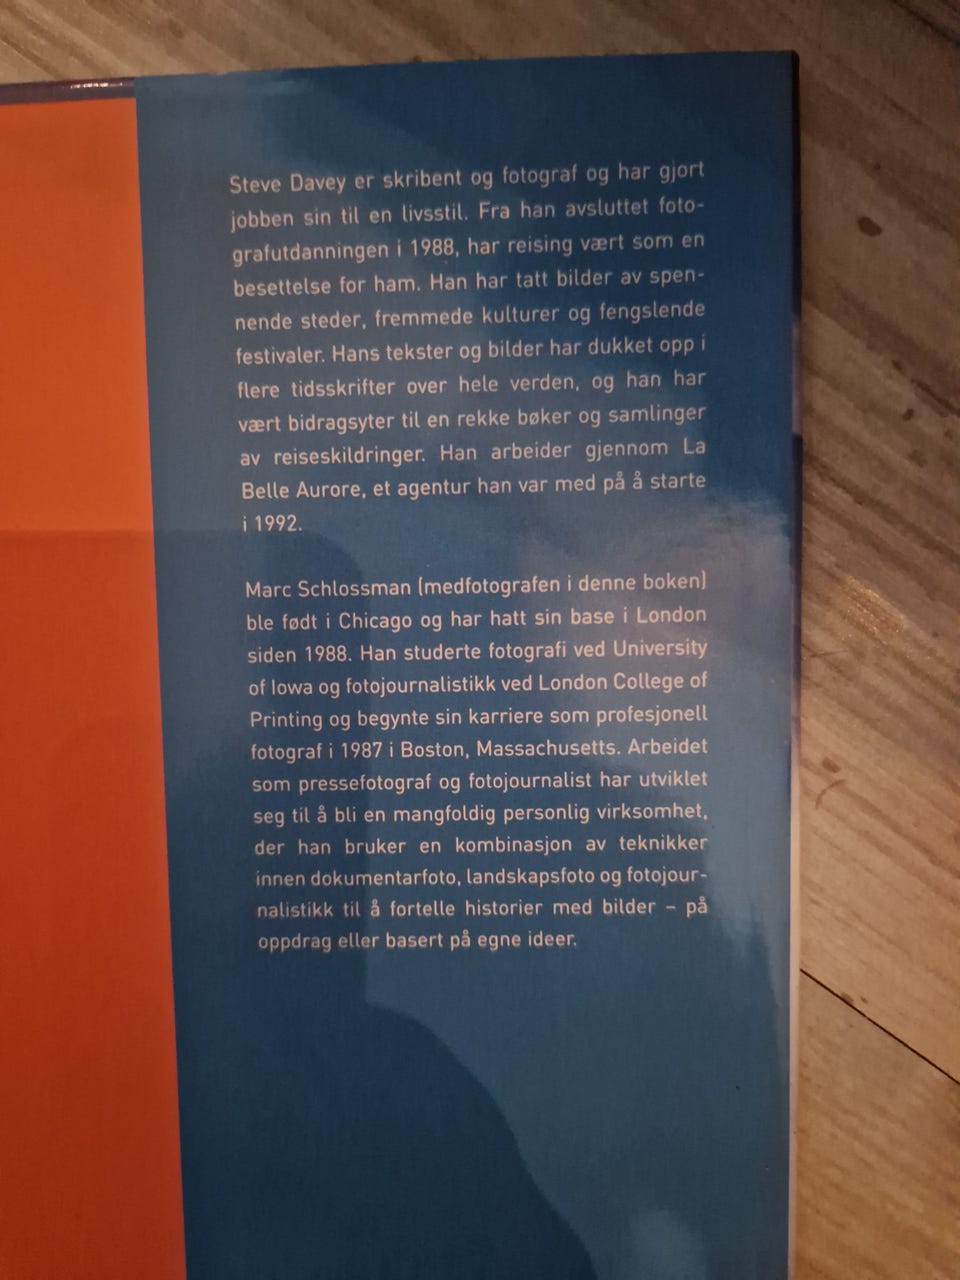 Steve Davey er skribent og fotograf og har gjort
jobben sin til en livsstil. Fra han avsluttet foto-
grafutdanningen i 1988, har reising vært som en
besettelse for ham. Han har tatt bilder av spen-
nende steder, fremmede kulturer og fengslende
festivaler. Hans tekster og bilder har dukket opp i
flere tidsskrifter over hele verden, og han har
vært bidragsyter til en rekke bøker og samlinger
av reiseskildringer. Han arbeider gjennom La
Belle Aurore, et agentur han var med på å starte
i 1992.
Marc Schlossman (medfotografen i denne boken)
ble født i Chicago og har hatt sin base i London
siden 1988. Han studerte fotografi ved University
of Iowa og fotojournalistikk ved London College of
Printing og begynte sin karriere som profesjonell
fotograf i 1987 i Boston, Massachusetts. Arbeidet
som pressefotograf og fotojournalist har utviklet
seg til å bli en mangfoldig personlig virksomhet,
der han bruker en kombinasjon av teknikker
innen dokumentarfoto, landskapsfoto og fotojour-
nalistikk til å fortelle historier med bilder – på
oppdrag eller basert på egne ideer.